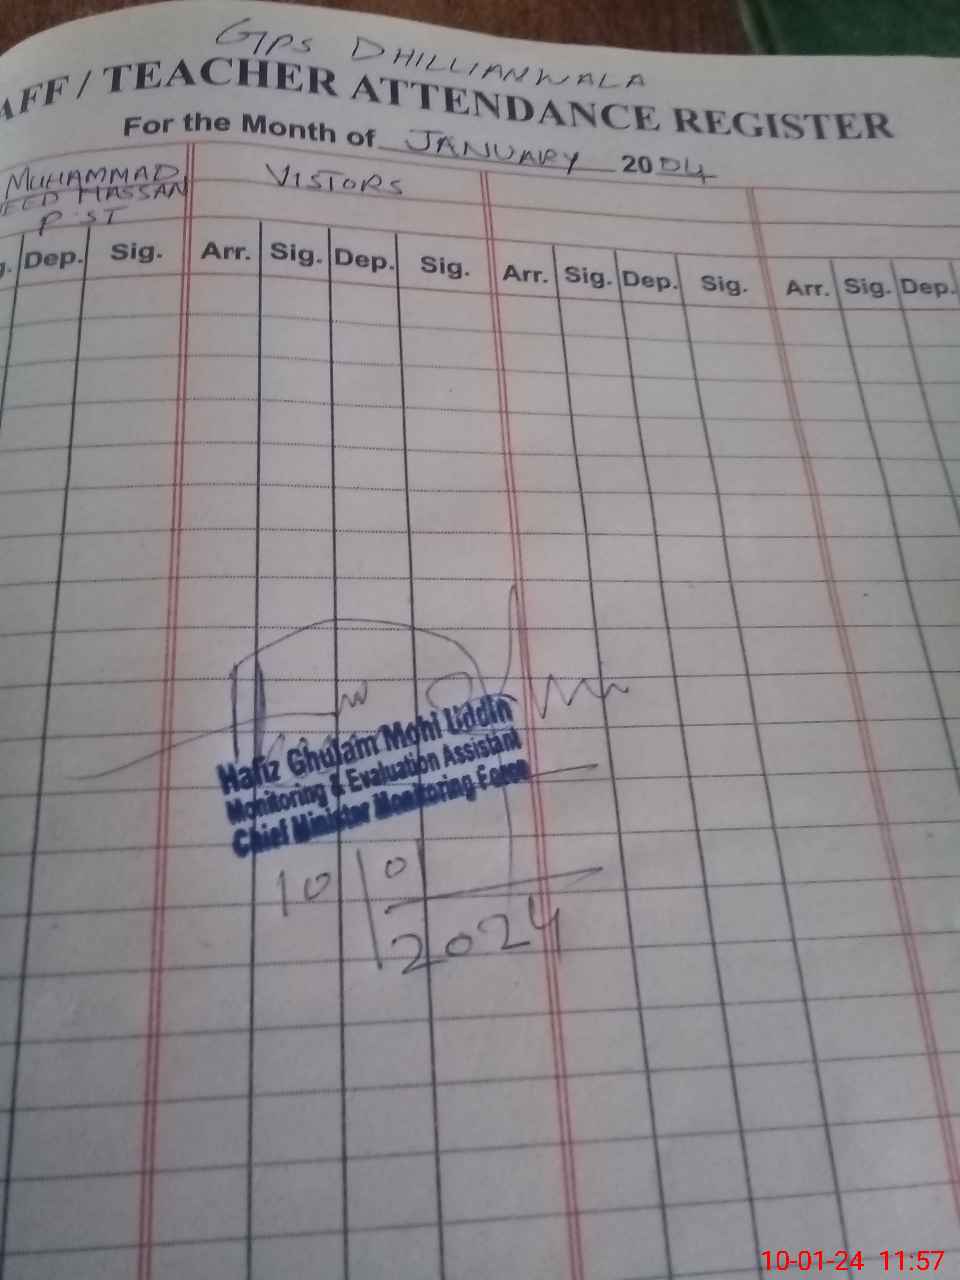 GPS DHILLIANWALA
AFF / TEACHER ATTENDANCE REGISTER
For the Month of JANUARY 2004
MUHAMMAD VISTORS
EED HASSAN
P.ST
g. Dep. Sig. Arr. Sig. Dep. Sig. Arr. Sig. Dep. Sig. Arr. Sig. Dep.
Hafiz Ghulam Mohi Uddin
Monitoring & Evaluation Assistant
Chief Minister Monitoring Force
10 01
2024
10-01-24 11:57